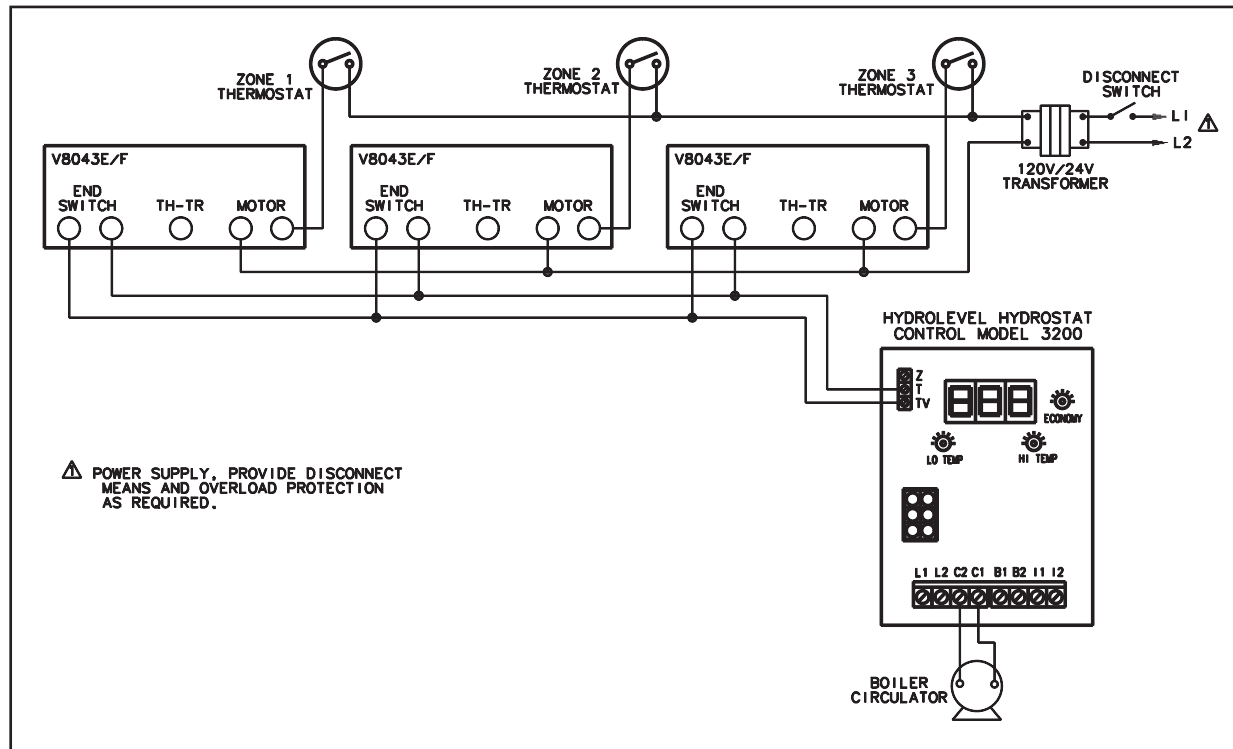 ZONE 1
THERMOSTAT
ZONE 2
THERMOSTAT
ZONE 3
THERMOSTAT
DISCONNECT
SWITCH
L1
L2
120V/24V
TRANSFORMER
V8043E/F
END
SWITCH
TH-TR
MOTOR
V8043E/F
END
SWITCH
TH-TR
MOTOR
V8043E/F
END
SWITCH
TH-TR
MOTOR
HYDROLEVEL HYDROSTAT
CONTROL MODEL 3200
Z
T
TV
888
ECONOMY
LO TEMP
HI TEMP
1 POWER SUPPLY, PROVIDE DISCONNECT
MEANS AND OVERLOAD PROTECTION
AS REQUIRED.
L1 L2 C2 C1 B1 B2 I1 I2
BOILER
CIRCULATOR